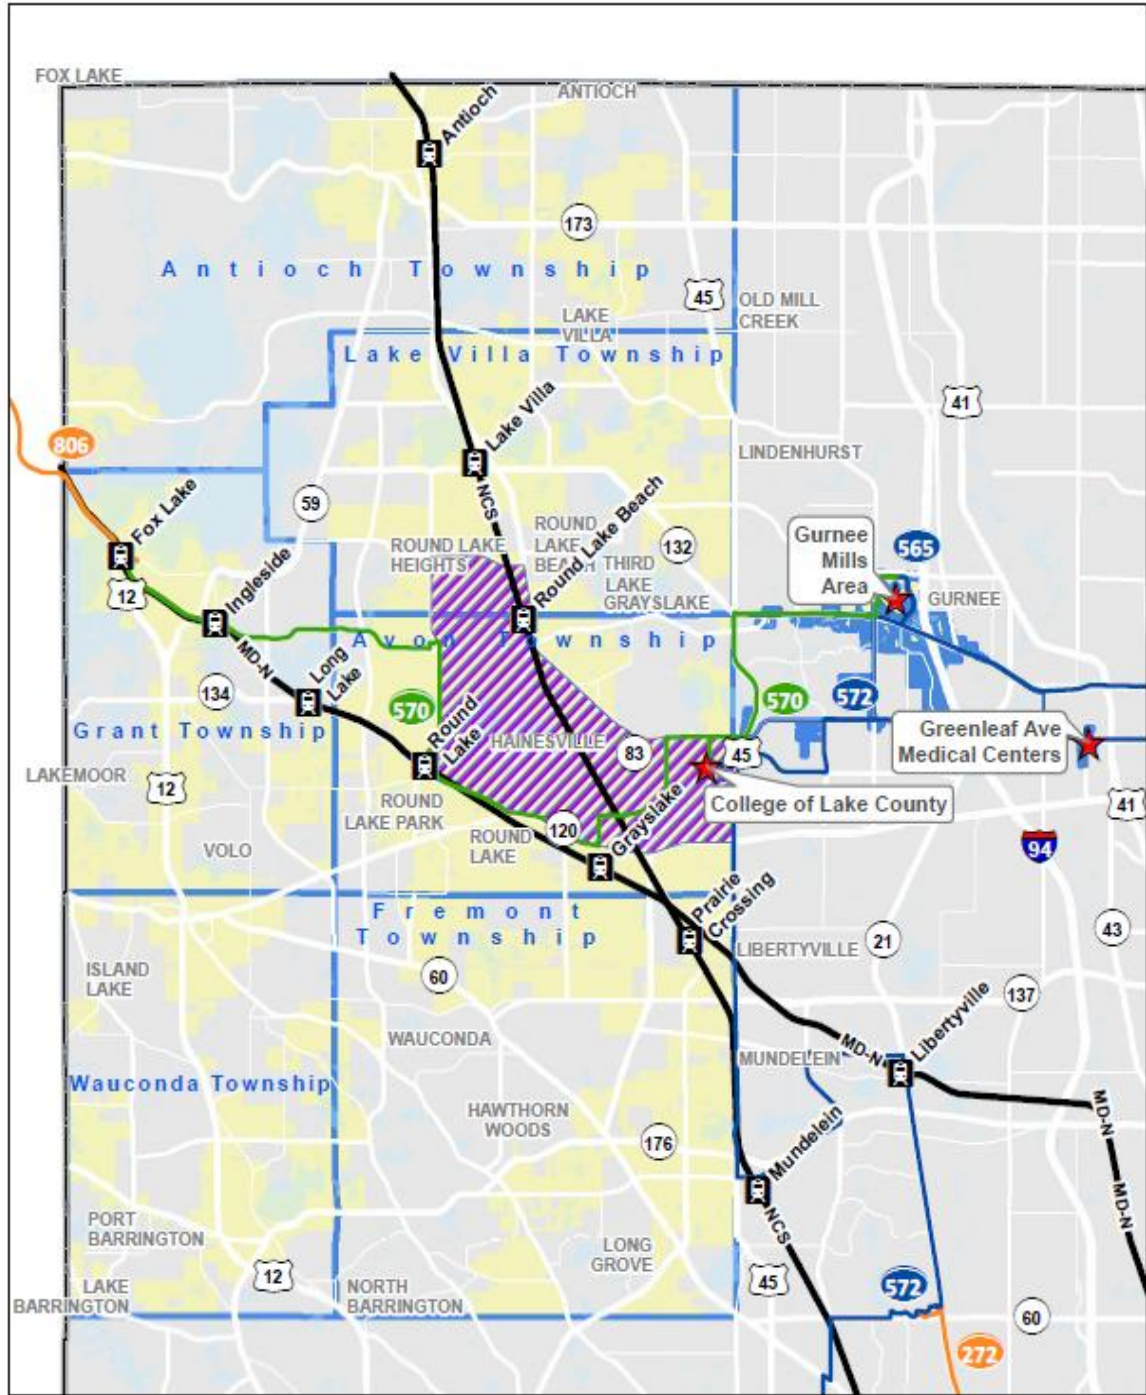 FOX LAKE
ANTIOCH
Antioch
173
Antioch Township
45
OLD MILL
CREEK
LAKE
VILLA
Lake Villa Township
41
806
Lake Villa
LINDENHURST
NCS
59
Fox Lake
Round Lake Beach
ROUND LAKE
HEIGHTS
ROUND
LAKE
BEACH
132
THIRD
LAKE
GRAYSLAKE
Gurnee
Mills
Area
565
GURNEE
12
Ingleside
Avon Township
MD-N
Long
Lake
134
570
Round
Lake
570
572
Grant Township
HAINESVILLE
83
45
Greenleaf Ave
Medical Centers
LAKEMOOR
12
College of Lake County
41
ROUND
LAKE PARK
ROUND
LAKE
120
Grayslake
94
VOLO
Fremont
Township
Prairie
Crossing
LIBERTYVILLE
21
43
ISLAND
LAKE
60
137
WAUCONDA
MD-N
Libertyville
MUNDELEIN
Wauconda Township
HAWTHORN
WOODS
176
Mundelein
MD-N
MD-N
PORT
BARRINGTON
NCS
LONG
GROVE
12
45
572
LAKE
BARRINGTON
NORTH
BARRINGTON
60
272